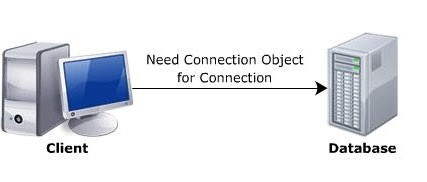 Need Connection Object
for Connection
Client
Database